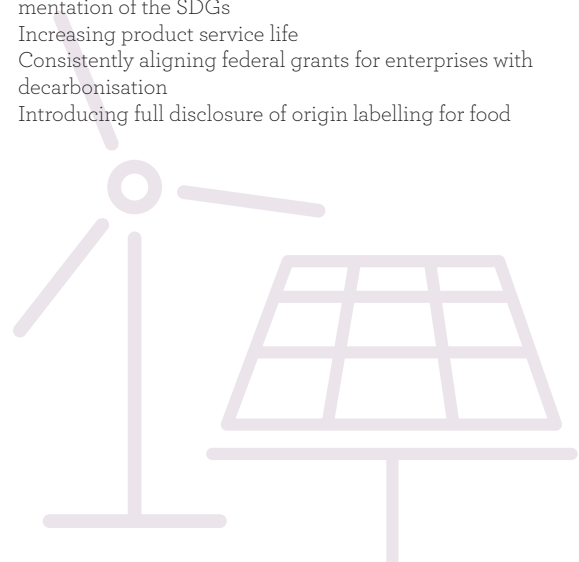 mentation of the SDGs
Increasing product service life
Consistently aligning federal grants for enterprises with
decarbonisation
Introducing full disclosure of origin labelling for food